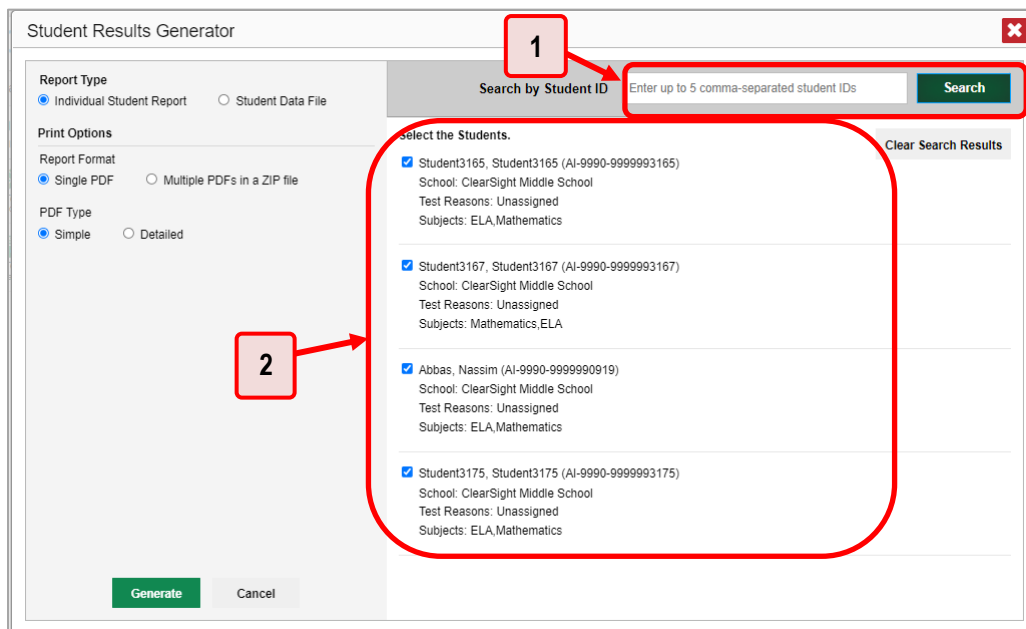 Student Results Generator
1
Report Type
Individual Student Report Student Data File
Print Options
Report Format
Single PDF Multiple PDFs in a ZIP file
PDF Type
Simple Detailed
Generate Cancel
Search by Student ID Enter up to 5 comma-separated student IDs Search
Select the Students. Clear Search Results
Student3165, Student3165 (AI-9990-9999993165)
School: ClearSight Middle School
Test Reasons: Unassigned
Subjects: ELA,Mathematics
Student3167, Student3167 (AI-9990-9999993167)
School: ClearSight Middle School
Test Reasons: Unassigned
Subjects: Mathematics,ELA
2
Abbas, Nassim (AI-9990-9999990919)
School: ClearSight Middle School
Test Reasons: Unassigned
Subjects: ELA,Mathematics
Student3175, Student3175 (AI-9990-9999993175)
School: ClearSight Middle School
Test Reasons: Unassigned
Subjects: ELA,Mathematics